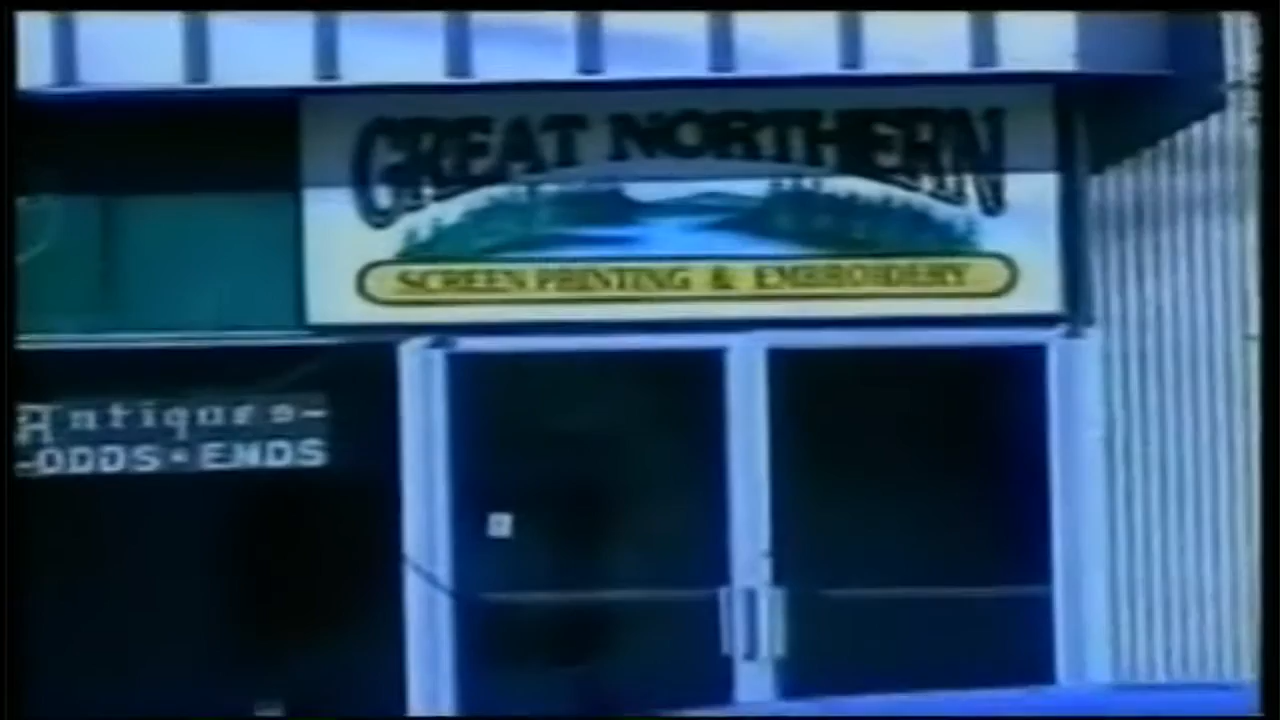 GREAT NORTHERN
SCREEN PRINTING & EMBROIDERY
Antiques-
-ODDS • ENDS